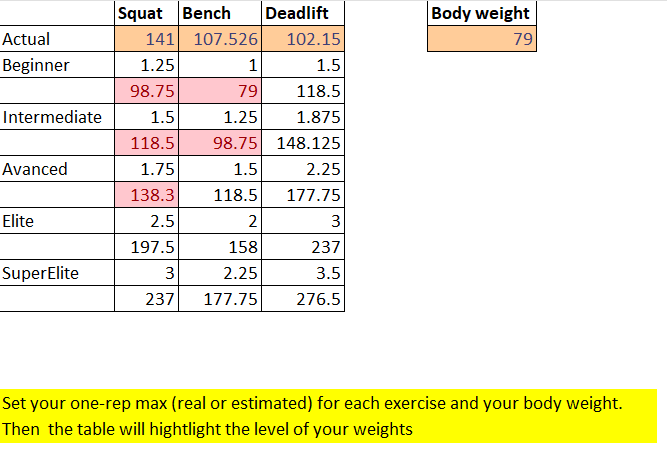 Squat Bench Deadlift Body weight
Actual 141 107.526 102.15 79
Beginner 1.25 1 1.5
98.75 79 118.5
Intermediate 1.5 1.25 1.875
118.5 98.75 148.125
Avanced 1.75 1.5 2.25
138.3 118.5 177.75
Elite 2.5 2 3
197.5 158 237
SuperElite 3 2.25 3.5
237 177.75 276.5
Set your one-rep max (real or estimated) for each exercise and your body weight.
Then the table will hightlight the level of your weights